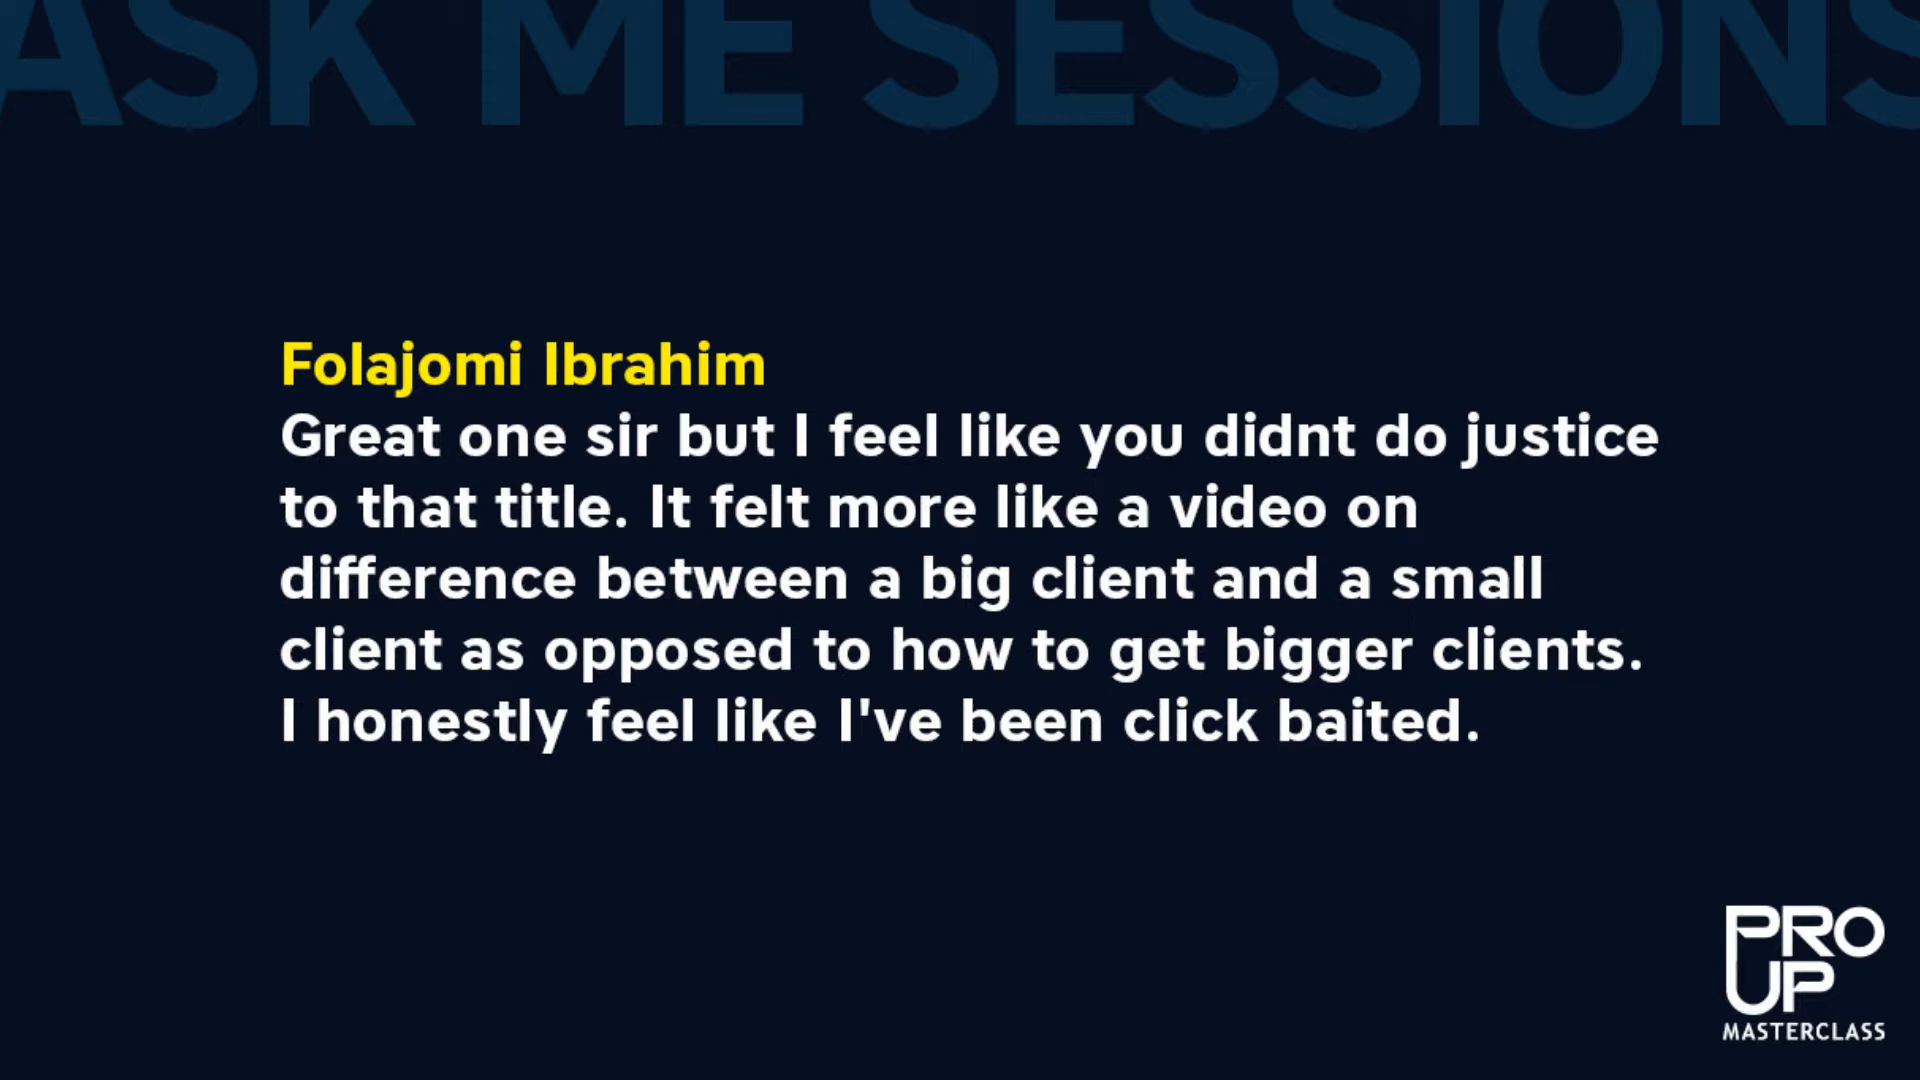 ASK ME SESSIONS
Folajomi Ibrahim
Great one sir but I feel like you didnt do justice
to that title. It felt more like a video on
difference between a big client and a small
client as opposed to how to get bigger clients.
I honestly feel like I've been click baited.
PRO
UP
MASTERCLASS